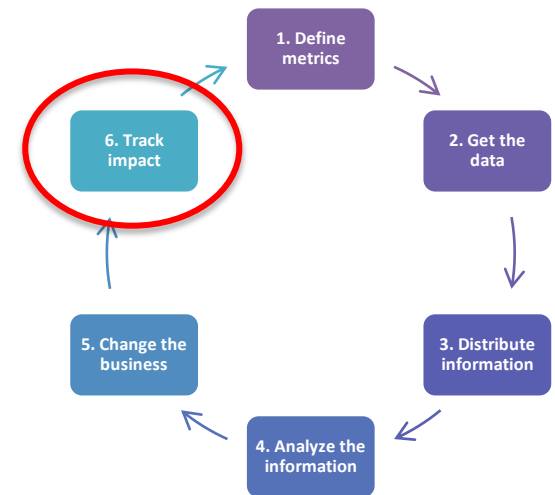 1. Define
metrics
2. Get the
data
3. Distribute
information
4. Analyze the
information
5. Change the
business
6. Track
impact